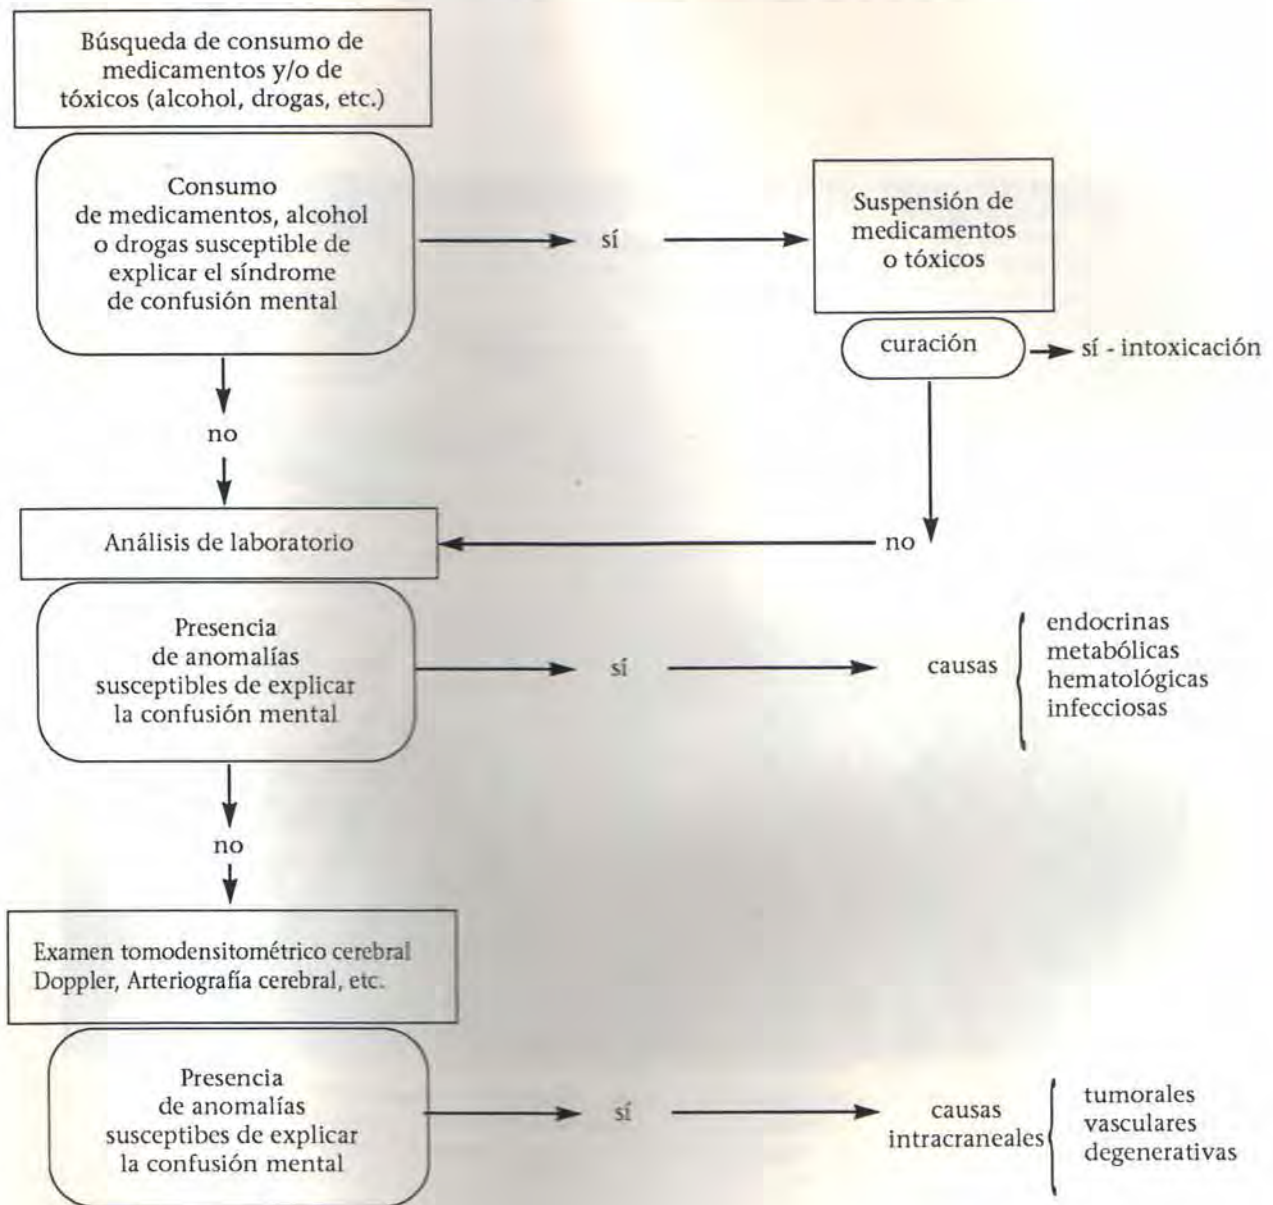 Búsqueda de consumo de
medicamentos y/o de
tóxicos (alcohol, drogas, etc.)
Consumo
de medicamentos, alcohol
o drogas susceptible de
explicar el síndrome
de confusión mental
sí
Suspensión de
medicamentos
o tóxicos
curación
sí - intoxicación
no
no
Análisis de laboratorio
Presencia
de anomalías
susceptibles de explicar
la confusión mental
sí
causas
endocrinas
metabólicas
hematológicas
infecciosas
no
Examen tomodensitométrico cerebral
Doppler, Arteriografía cerebral, etc.
Presencia
de anomalías
susceptibes de explicar
la confusión mental
sí
causas
intracraneales
tumorales
vasculares
degenerativas